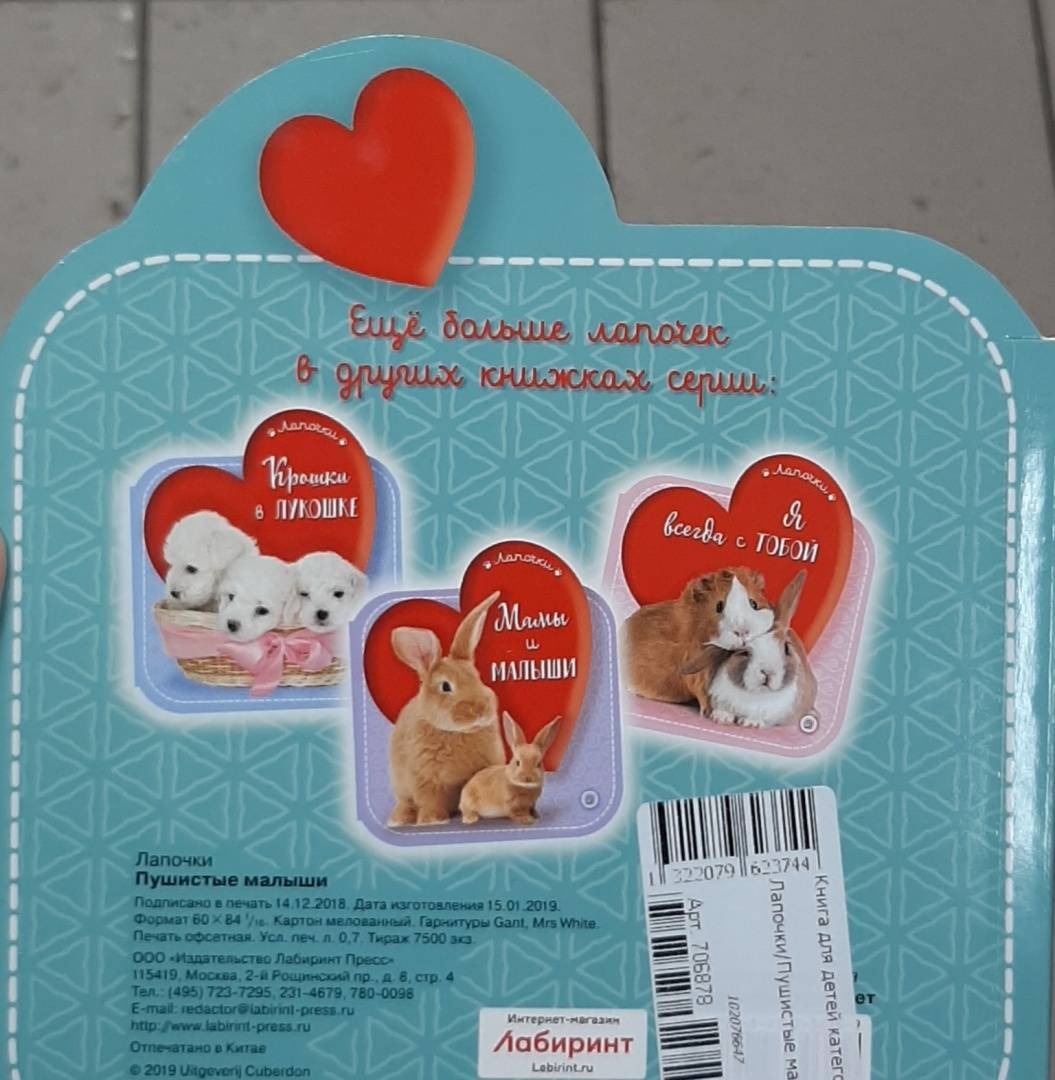 Ещё больше лапочек
в других книжках серии:
Лапочки
Крошки
в ЛУКОШКЕ
Лапочки
Мамы
и
МАЛЫШИ
Лапочки
Я
всегда с ТОБОЙ
Лапочки
Пушистые малыши
Подписано в печать 14.12.2018. Дата изготовления 15.01.2019.
Формат 60×84 1/16. Картон мелованный. Гарнитуры Gant, Mrs White.
Печать офсетная. Усл. печ. л. 0,7. Тираж 7500 экз.
ООО «Издательство Лабиринт Пресс»
115419, Москва, 2-й Рощинский пр., д. 8, стр. 4
Тел.: (495) 723-7295, 231-4679, 780-0098
E-mail: redactor@labirint-press.ru
http://www.labirint-press.ru
Отпечатано в Китае
© 2019 Uitgeverij Cuberdon
Интернет-магазин
Лабиринт
Labirint.ru
1 322079 623744
Книга для детей катего
Лапочки/Пушистые ма
Арт. 706878
102076647
ет